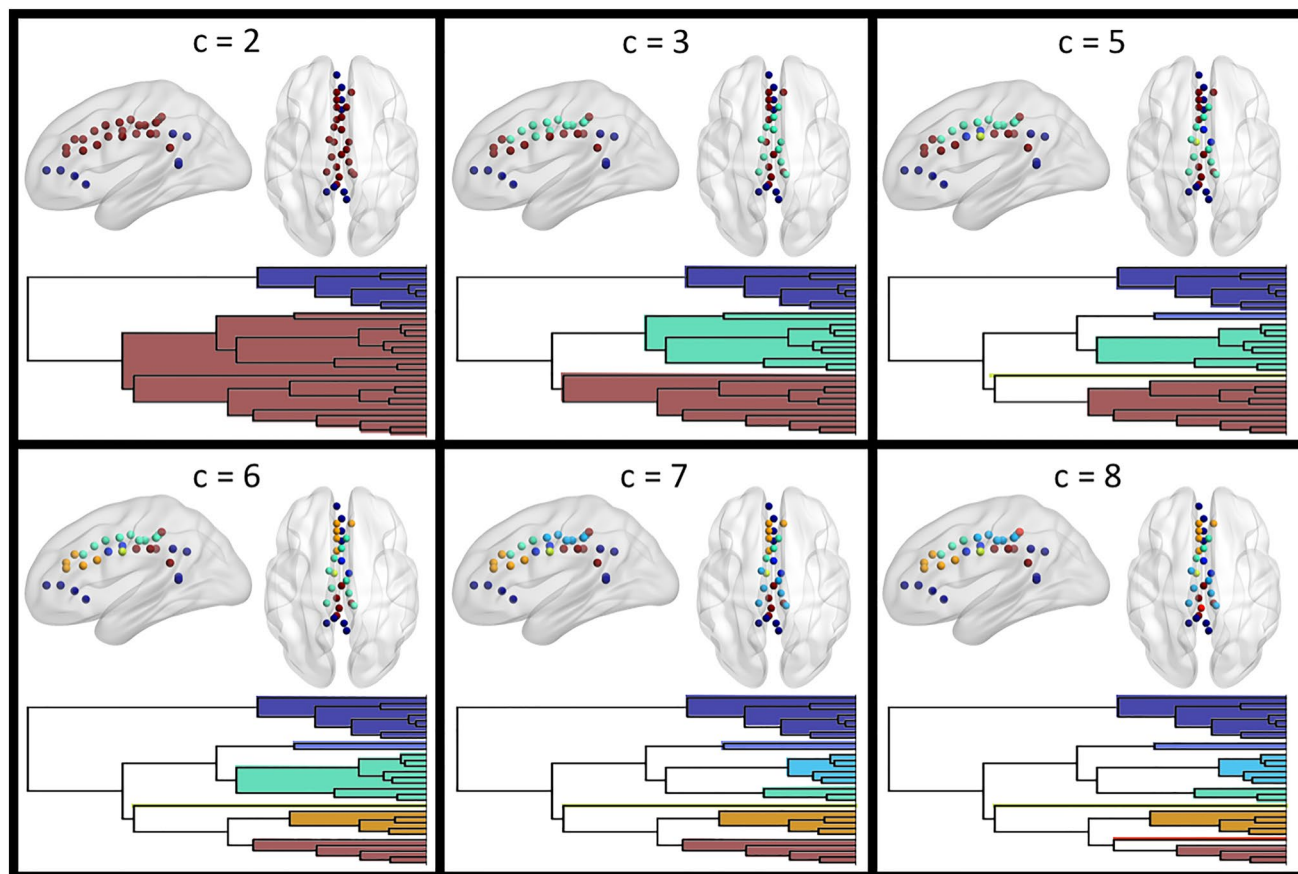 c = 2
c = 3
c = 5
c = 6
c = 7
c = 8